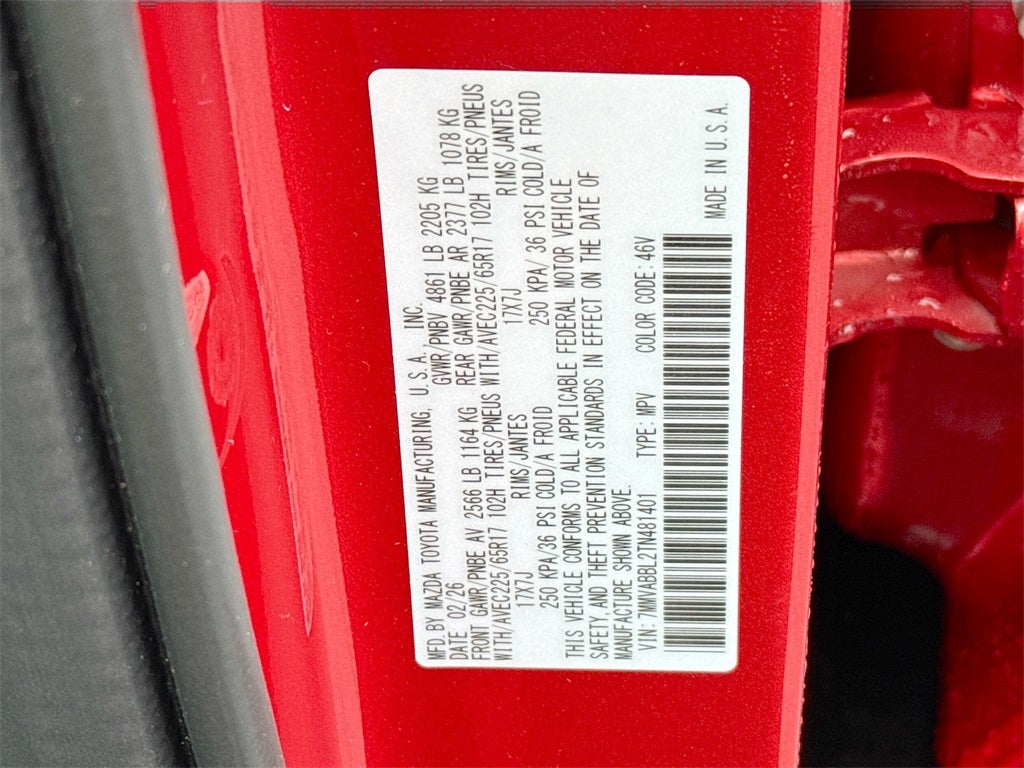 MFD. BY MAZDA TOYOTA MANUFACTURING, U.S.A. INC.
DATE 02/26 GVWR/PNBV 4861 LB 2205 KG
FRONT GAWR/PNBE AV 2566 LB 1164 KG REAR GAWR/PNBE AR 2377 LB 1078 KG
WITH/AVEC225/65R17 102H TIRES/PNEUS WITH/AVEC225/65R17 102H TIRES/PNEUS
17X7J RIMS/JANTES 17X7J RIMS/JANTES
250 KPA/36 PSI COLD/A FROID 250 KPA/ 36 PSI COLD/A FROID
THIS VEHICLE CONFORMS TO ALL APPLICABLE FEDERAL MOTOR VEHICLE
SAFETY, AND THEFT PREVENTION STANDARDS IN EFFECT ON THE DATE OF
MANUFACTURE SHOWN ABOVE.
VIN: 7MMVABBL2TN481401 TYPE: MPV COLOR CODE: 46V
MADE IN U.S.A.